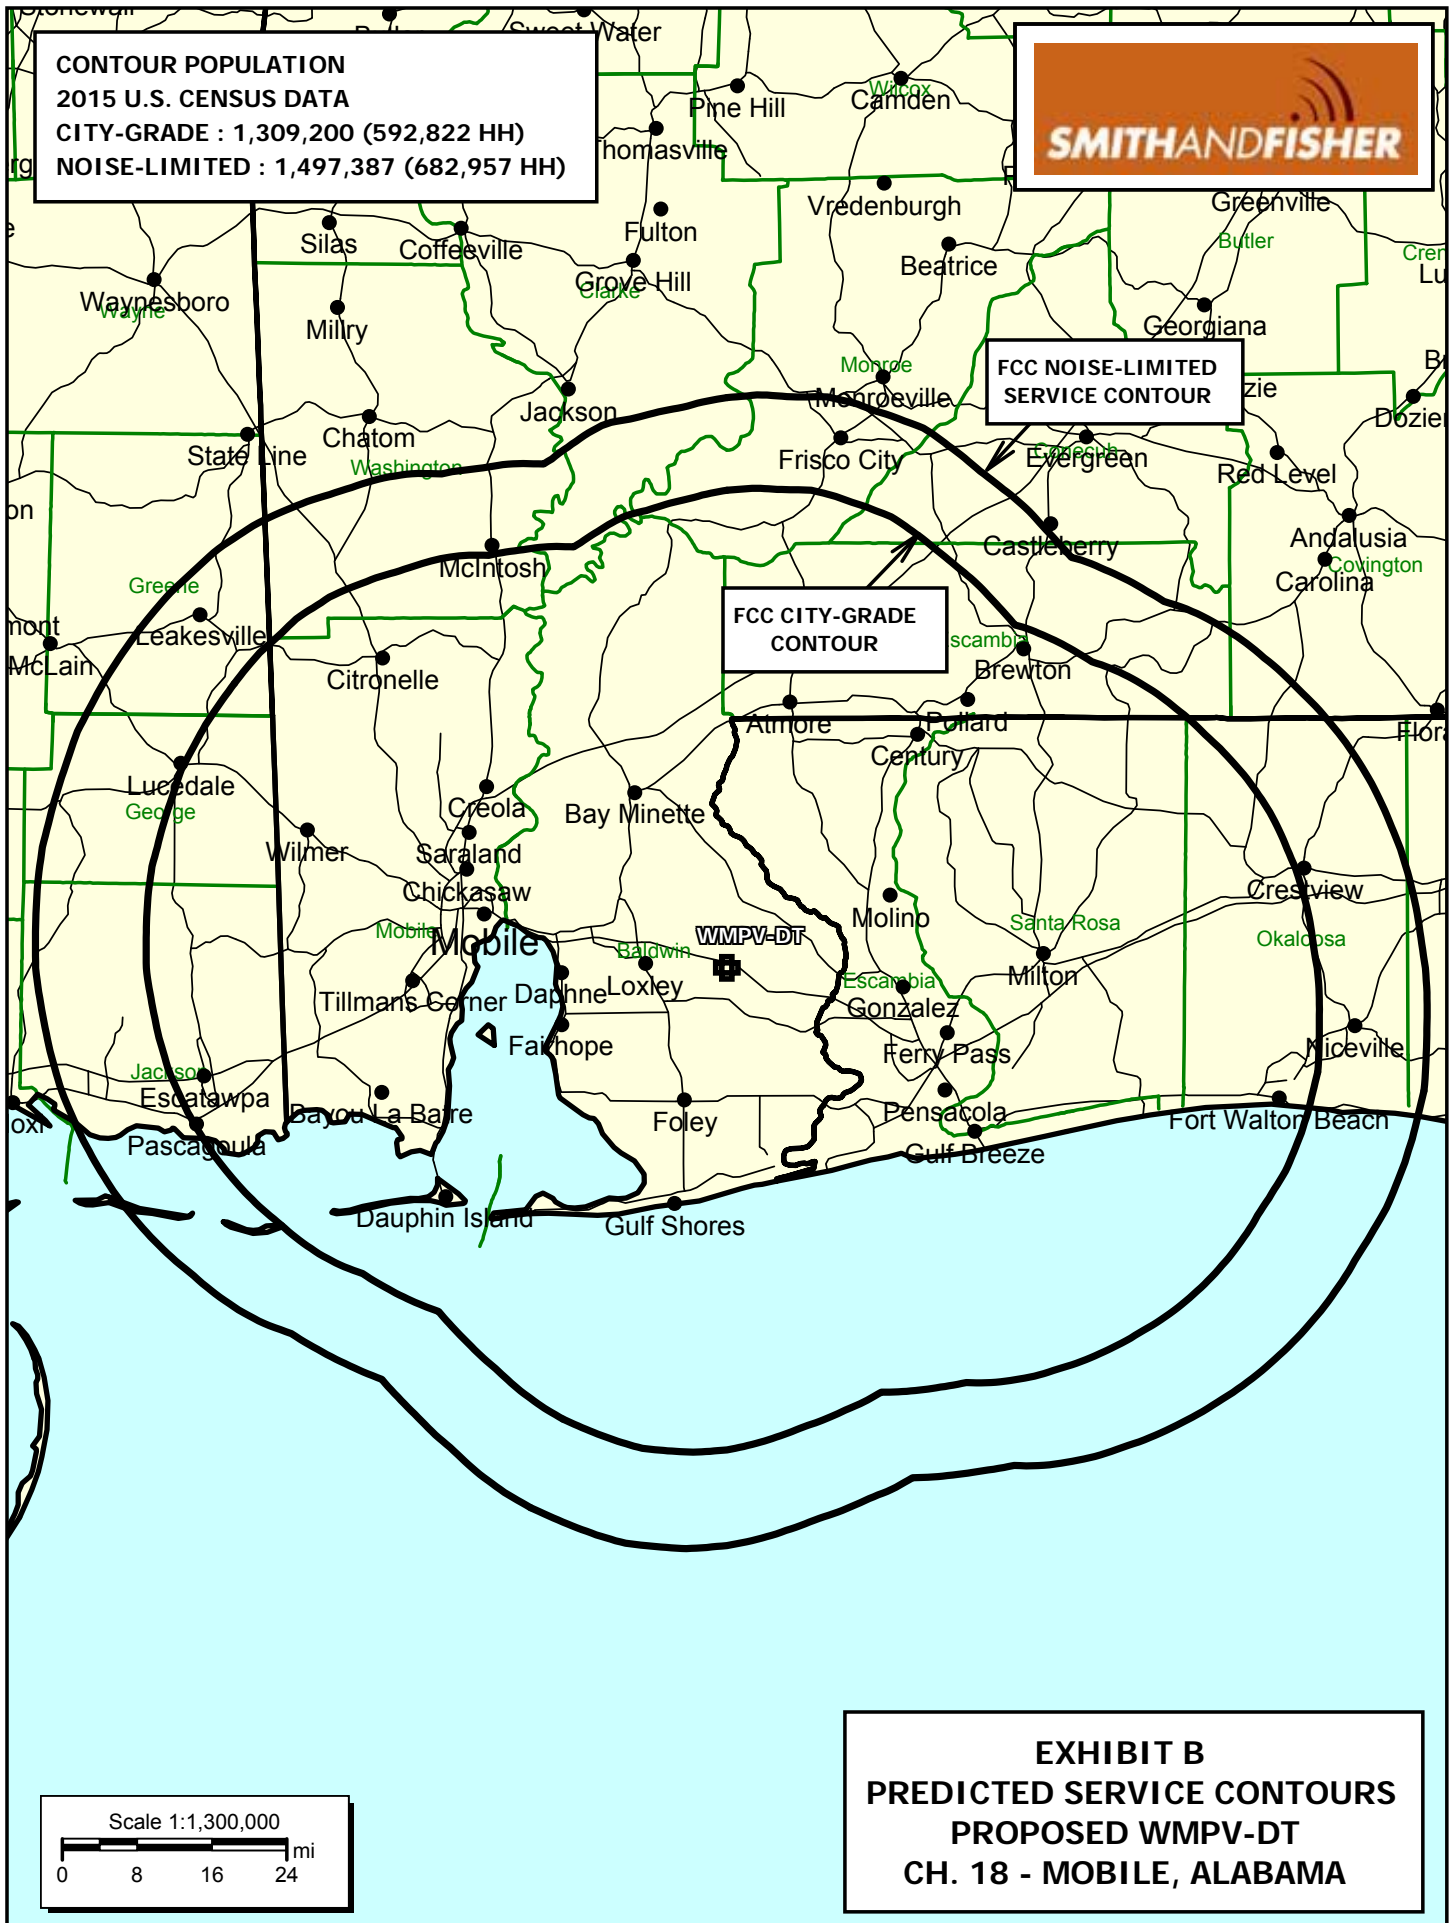 CONTOUR POPULATION
2015 U.S. CENSUS DATA
CITY-GRADE : 1,309,200 (592,822 HH)
NOISE-LIMITED : 1,497,387 (682,957 HH)
SMITHANDFISHER
Sweet Water
Pine Hill
Wilcox
Camden
Thomasville
Vredenburgh
Greenville
Silas
Coffeeville
Fulton
Butler
Beatrice
Grove Hill
Clarke
Waynesboro
Wayne
Millry
Georgiana
FCC NOISE-LIMITED
SERVICE CONTOUR
Monroe
Monroeville
Jackson
Dozier
Chatom
State Line
Washington
Frisco City
Conecuh
Evergreen
Red Level
Andalusia
Castleberry
McIntosh
Carolina
Covington
Greene
FCC CITY-GRADE
CONTOUR
Leakesville
McLain
Citronelle
Escambia
Brewton
Atmore
Pollard
Century
Lucedale
George
Creola
Bay Minette
Wilmer
Saraland
Chickasaw
Crestview
Molino
Santa Rosa
Mobile
Mobile
WMPV-DT
Baldwin
Okaloosa
Loxley
Milton
Tillmans Corner
Daphne
Escambia
Gonzalez
Fairhope
Ferry Pass
Niceville
Jackson
Escatawpa
Bayou La Batre
Foley
Pensacola
Fort Walton Beach
Pascagoula
Gulf Breeze
Dauphin Island
Gulf Shores
EXHIBIT B
PREDICTED SERVICE CONTOURS
PROPOSED WMPV-DT
CH. 18 - MOBILE, ALABAMA
Scale 1:1,300,000
mi
0 8 16 24